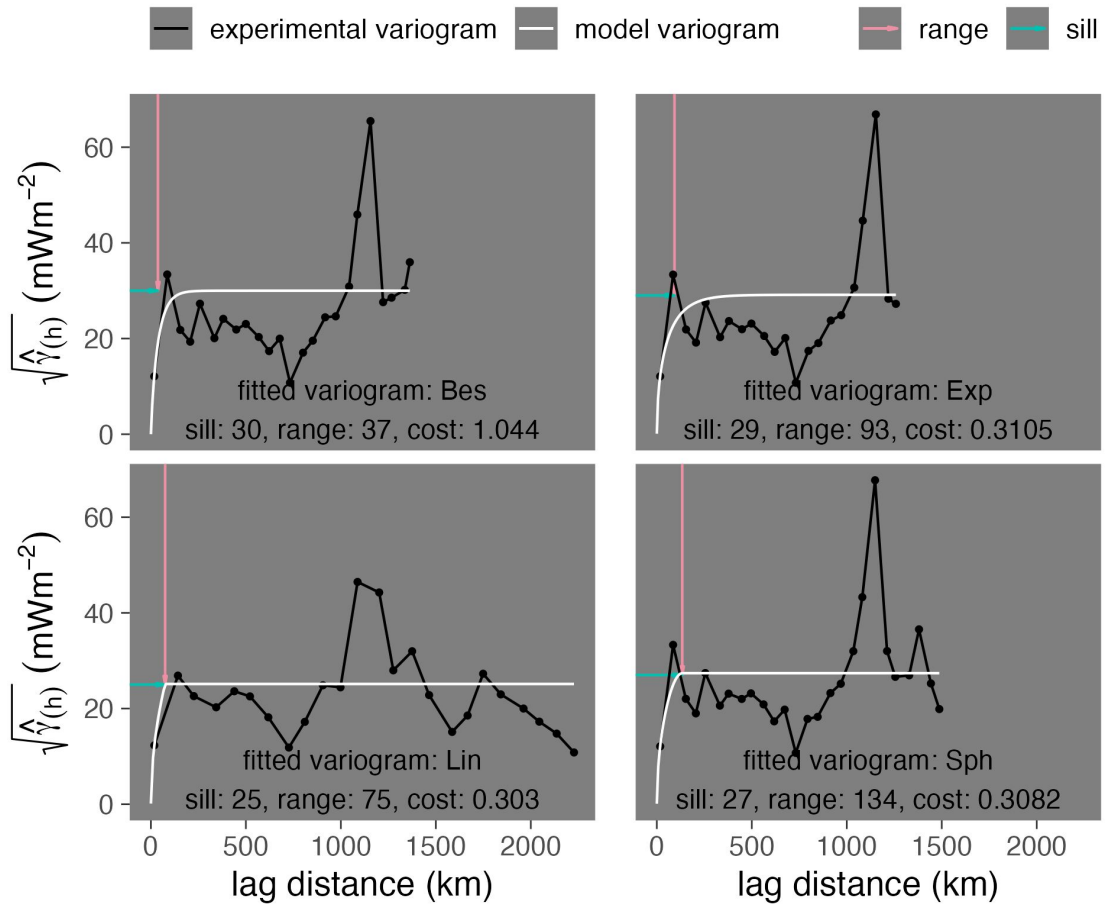 experimental variogram model variogram range sill
60
40
20
0
√γ̂(h) (mWm⁻²)
fitted variogram: Bes
sill: 30, range: 37, cost: 1.044
fitted variogram: Exp
sill: 29, range: 93, cost: 0.3105
60
40
20
0
√γ̂(h) (mWm⁻²)
fitted variogram: Lin
sill: 25, range: 75, cost: 0.303
fitted variogram: Sph
sill: 27, range: 134, cost: 0.3082
0 500 1000 1500 2000 0 500 1000 1500 2000
lag distance (km) lag distance (km)